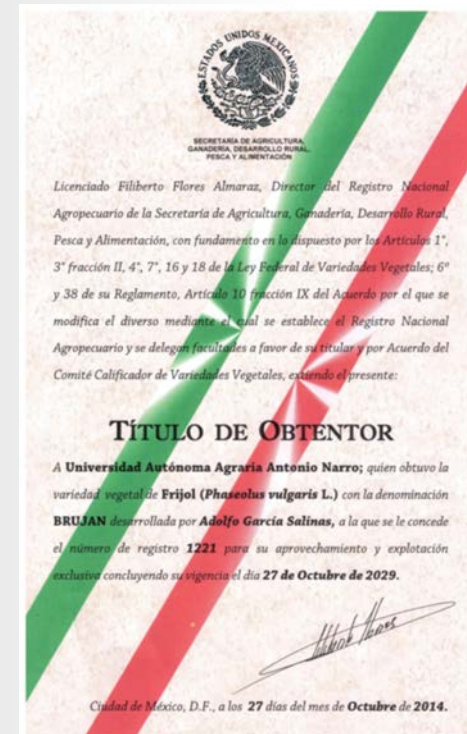 ESTADOS UNIDOS MEXICANOS
SECRETARÍA DE AGRICULTURA,
GANADERÍA, DESARROLLO RURAL,
PESCA Y ALIMENTACIÓN
Licenciado Filiberto Flores Almaraz, Director del Registro Nacional
Agropecuario de la Secretaría de Agricultura, Ganadería, Desarrollo Rural,
Pesca y Alimentación, con fundamento en lo dispuesto por los Artículos 1°,
3° fracción II, 4°, 7°, 16 y 18 de la Ley Federal de Variedades Vegetales; 6°
y 38 de su Reglamento, Artículo 10 fracción IX del Acuerdo por el que se
modifica el diverso mediante el cual se establece el Registro Nacional
Agropecuario y se delegan facultades a favor de su titular y por Acuerdo del
Comité Calificador de Variedades Vegetales, extiendo el presente:
TÍTULO DE OBTENTOR
A Universidad Autónoma Agraria Antonio Narro; quien obtuvo la
variedad vegetal de Frijol (Phaseolus vulgaris L.) con la denominación
BRUJAN desarrollada por Adolfo García Salinas, a la que se le concede
el número de registro 1221 para su aprovechamiento y explotación
exclusiva concluyendo su vigencia el día 27 de Octubre de 2029.
Ciudad de México, D.F., a los 27 días del mes de Octubre de 2014.